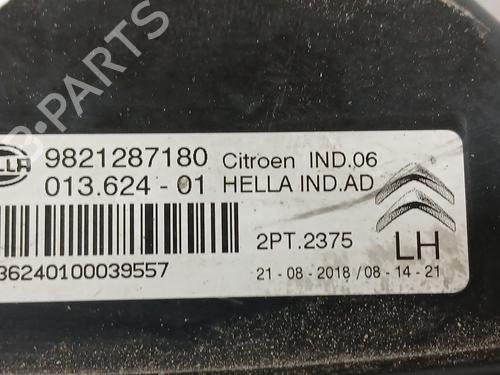 9821287180 Citroen IND.06
013.624-01 HELLA IND.AD
2PT.2375 LH
36240100039557 21-08-2018/08-14-21
B-PARTS